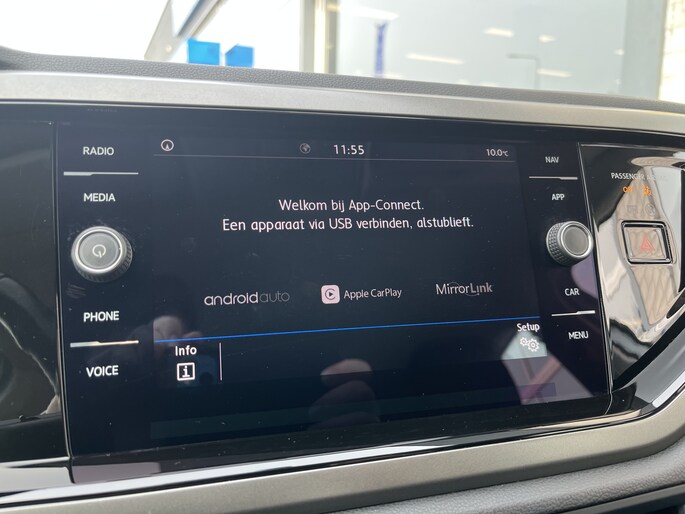 RADIO
MEDIA
PHONE
VOICE
11:55
10.0°C
Welkom bij App-Connect.
Een apparaat via USB verbinden, alstublieft.
androidauto
Apple CarPlay
MirrorLink
Info
Setup
NAV
APP
CAR
MENU
PASSENGER